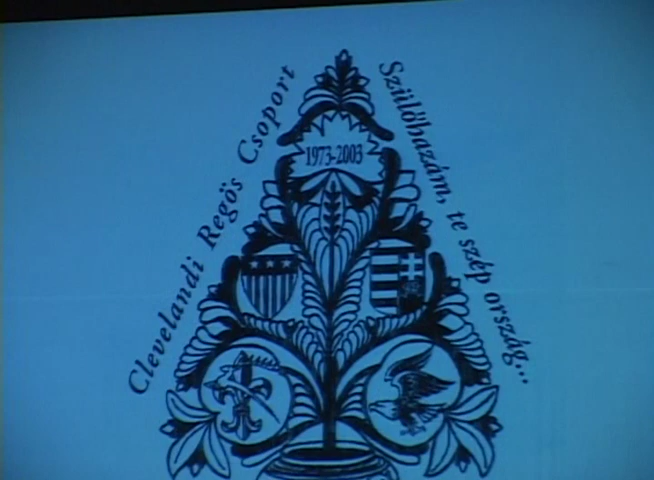 Clevelandi Regös Csoport
Szülőhazám, te szép ország...
1973-2003